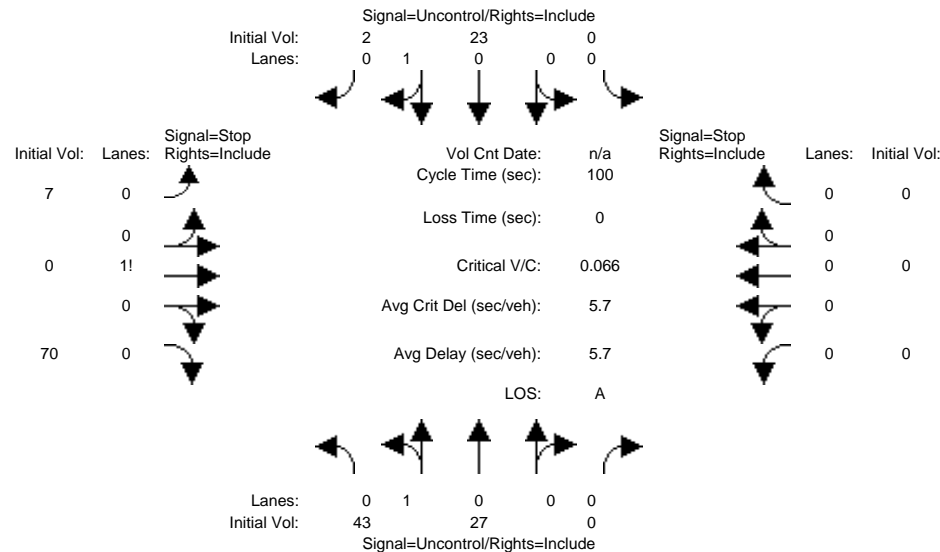 Signal=Uncontrol/Rights=Include
Initial Vol: 2 23 0
Lanes: 0 1 0 0 0
Signal=Stop Signal=Stop
Initial Vol: Lanes: Rights=Include Vol Cnt Date: n/a Rights=Include Lanes: Initial Vol:
Cycle Time (sec): 100
7 0 0 0
Loss Time (sec): 0
0 0
0 1! Critical V/C: 0.066 0 0
0 Avg Crit Del (sec/veh): 5.7 0
70 0 Avg Delay (sec/veh): 5.7 0 0
LOS: A
Lanes: 0 1 0 0 0
Initial Vol: 43 27 0
Signal=Uncontrol/Rights=Include